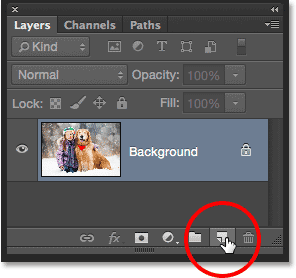 Layers Channels Paths
Kind
Normal Opacity: 100%
Lock: Fill: 100%
Background
fx